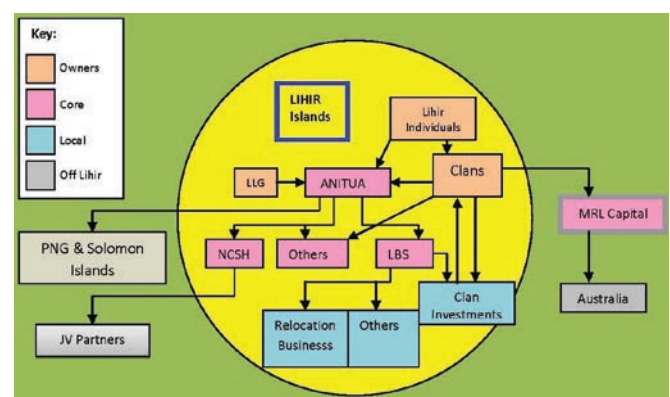 Key:
Owners
Core
Local
Off Lihir
LIHIR
Islands
Lihir
Individuals
LLG
ANITUA
Clans
MRL Capital
PNG & Solomon
Islands
NCSH
Others
LBS
Clan
Investments
Australia
JV Partners
Relocation
Businesss
Others